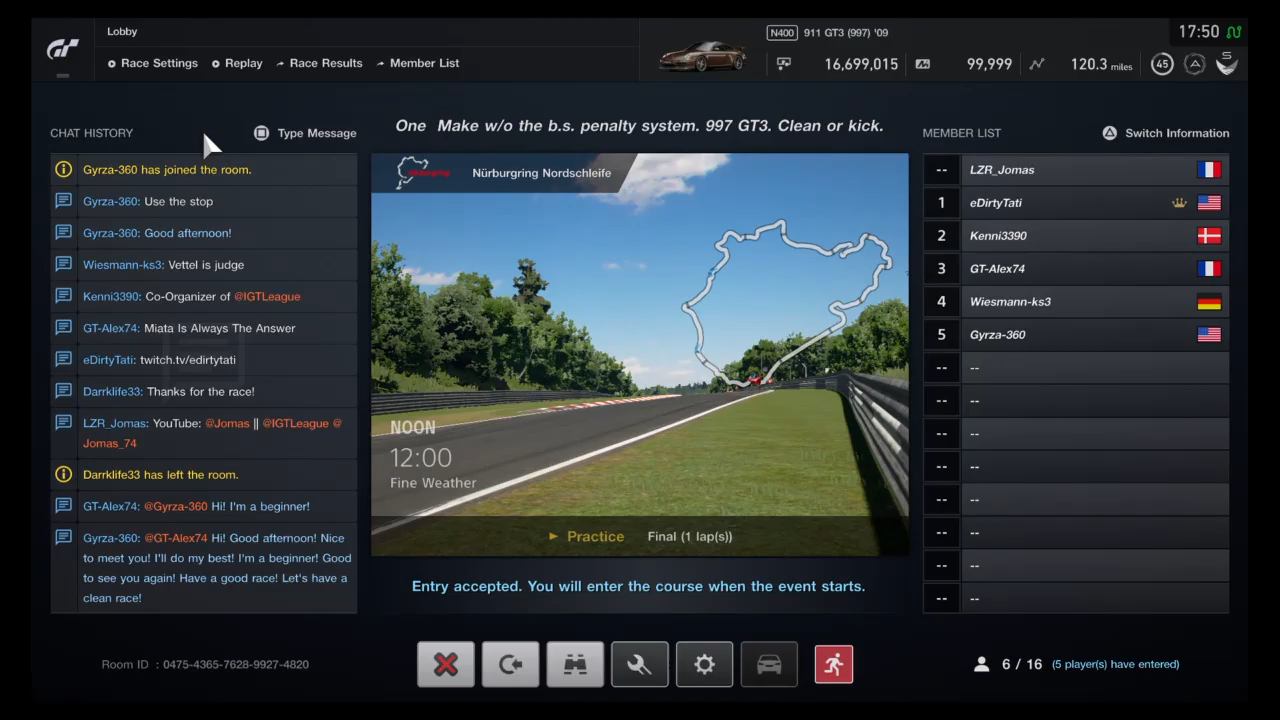 Lobby
Race Settings
Replay
Race Results
Member List
N400
911 GT3 (997) '09
16,699,015
99,999
120.3 miles
17:50
45
A
S
CHAT HISTORY
Type Message
Gyrza-360 has joined the room.
Gyrza-360: Use the stop
Gyrza-360: Good afternoon!
Wiesmann-ks3: Vettel is judge
Kenni3390: Co-Organizer of @IGTLeague
GT-Alex74: Miata Is Always The Answer
eDirtyTati: twitch.tv/edirtytati
Darrklife33: Thanks for the race!
LZR_Jomas: YouTube: @Jomas || @IGTLeague @
Jomas_74
Darrklife33 has left the room.
GT-Alex74: @Gyrza-360 Hi! I'm a beginner!
Gyrza-360: @GT-Alex74 Hi! Good afternoon! Nice
to meet you! I'll do my best! I'm a beginner! Good
to see you again! Have a good race! Let's have a
clean race!
One Make w/o the b.s. penalty system. 997 GT3. Clean or kick.
Nürburgring Nordschleife
NOON
12:00
Fine Weather
Practice
Final (1 lap(s))
Entry accepted. You will enter the course when the event starts.
MEMBER LIST
Switch Information
-- LZR_Jomas
1 eDirtyTati
2 Kenni3390
3 GT-Alex74
4 Wiesmann-ks3
5 Gyrza-360
-- --
-- --
-- --
-- --
-- --
-- --
-- --
-- --
Room ID : 0475-4365-7628-9927-4820
6 / 16 (5 player(s) have entered)